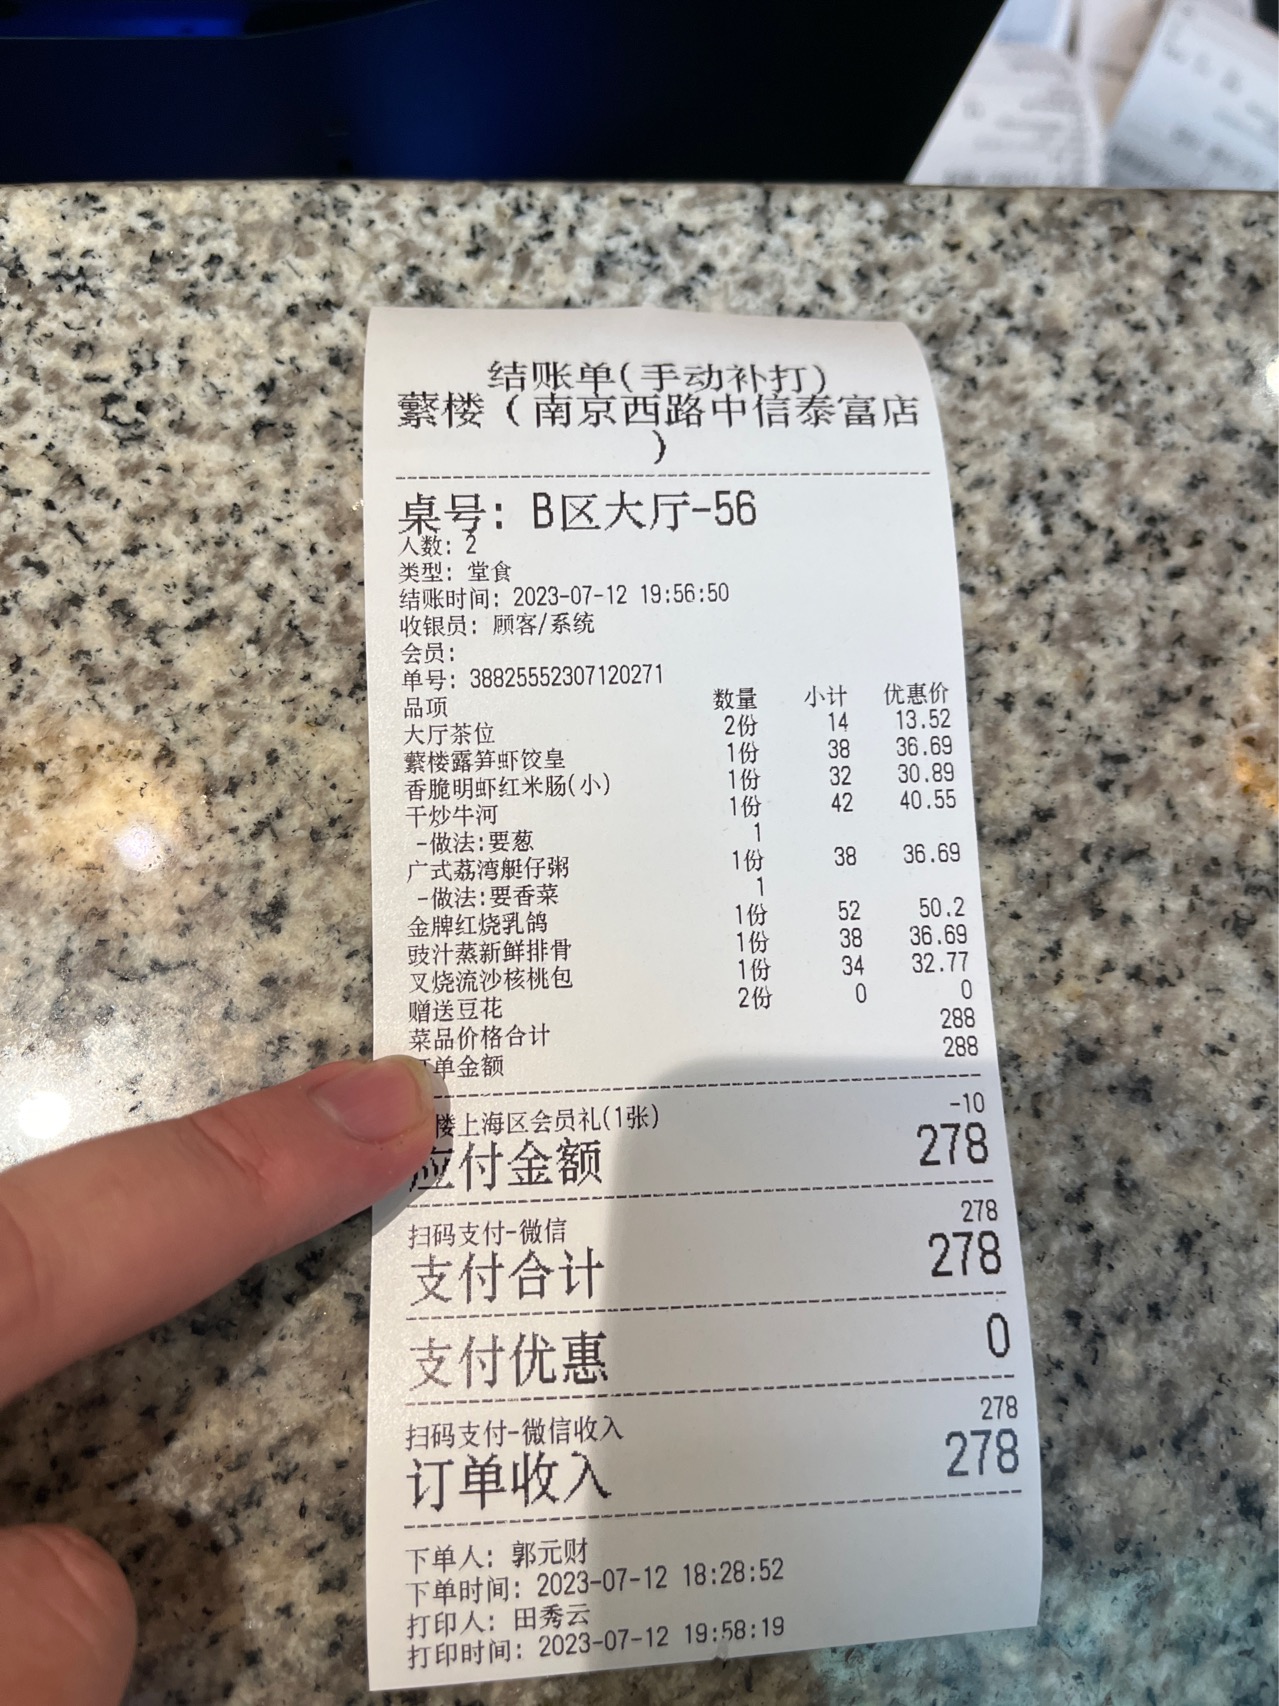 结账单(手动补打)
蘩楼(南京西路中信泰富店
)
桌号: B区大厅-56
人数: 2
类型: 堂食
结账时间: 2023-07-12 19:56:50
收银员: 顾客/系统
会员:
单号: 38825552307120271
品项 数量 小计 优惠价
大厅茶位 2份 14 13.52
蘩楼露笋虾饺皇 1份 38 36.69
香脆明虾红米肠(小) 1份 32 30.89
干炒牛河 1份 42 40.55
-做法:要葱 1
广式荔湾艇仔粥 1份 38 36.69
-做法:要香菜 1
金牌红烧乳鸽 1份 52 50.2
豉汁蒸新鲜排骨 1份 38 36.69
叉烧流沙核桃包 1份 34 32.77
赠送豆花 2份 0 0
菜品价格合计 288
订单金额 288
楼上海区会员礼(1张) -10
应付金额 278
扫码支付-微信 278
支付合计 278
支付优惠 0
扫码支付-微信收入 278
订单收入 278
下单人: 郭元财
下单时间: 2023-07-12 18:28:52
打印人: 田秀云
打印时间: 2023-07-12 19:58:19